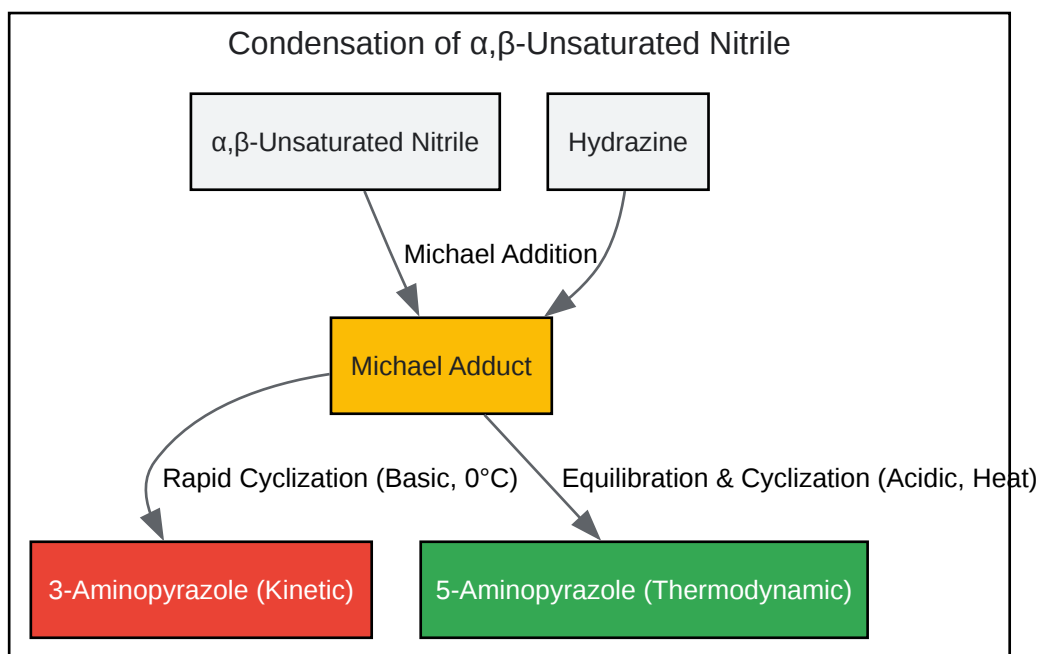 Condensation of α,β-Unsaturated Nitrile
α,β-Unsaturated Nitrile
Hydrazine
Michael Addition
Michael Adduct
Rapid Cyclization (Basic, 0°C)
Equilibration & Cyclization (Acidic, Heat)
3-Aminopyrazole (Kinetic)
5-Aminopyrazole (Thermodynamic)